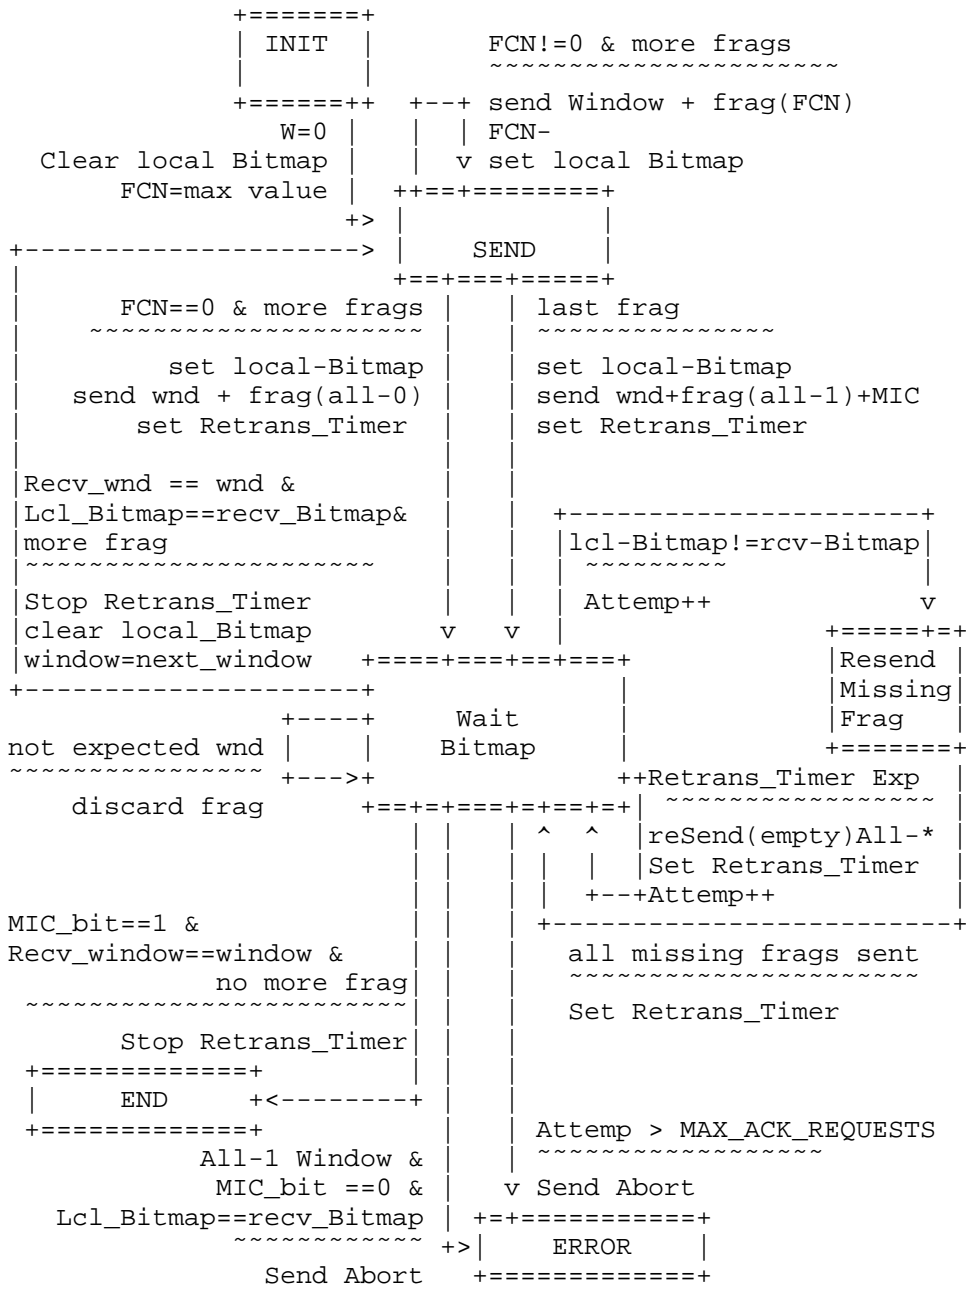 INIT
FCN!=0 & more frags
~~~~~~~~~~~~~~~~~~~~~~
send Window + frag(FCN)
W=0 FCN-
Clear local Bitmap set local Bitmap
FCN=max value
SEND
FCN==0 & more frags last frag
~~~~~~~~~~~~~~~~~~~~~ ~~~~~~~~~~~~~~~
set local-Bitmap set local-Bitmap
send wnd + frag(all-0) send wnd+frag(all-1)+MIC
set Retrans_Timer set Retrans_Timer
Recv_wnd == wnd &
Lcl_Bitmap==recv_Bitmap&
more frag lcl-Bitmap!=rcv-Bitmap
~~~~~~~~~~~~~~~~~~~~~~ ~~~~~~~~~
Stop Retrans_Timer Attemp++
clear local_Bitmap
window=next_window Resend
Missing
Wait Frag
not expected wnd Bitmap
~~~~~~~~~~~~~~~~ Retrans_Timer Exp
discard frag ~~~~~~~~~~~~~~~~~
reSend(empty)All-*
Set Retrans_Timer
Attemp++
MIC_bit==1 &
Recv_window==window & all missing frags sent
no more frag ~~~~~~~~~~~~~~~~~~~~~~
~~~~~~~~~~~~~~~~~~~~~~~~ Set Retrans_Timer
Stop Retrans_Timer
END
Attemp > MAX_ACK_REQUESTS
All-1 Window & ~~~~~~~~~~~~~~~~~~
MIC_bit ==0 & Send Abort
Lcl_Bitmap==recv_Bitmap
~~~~~~~~~~~~ ERROR
Send Abort